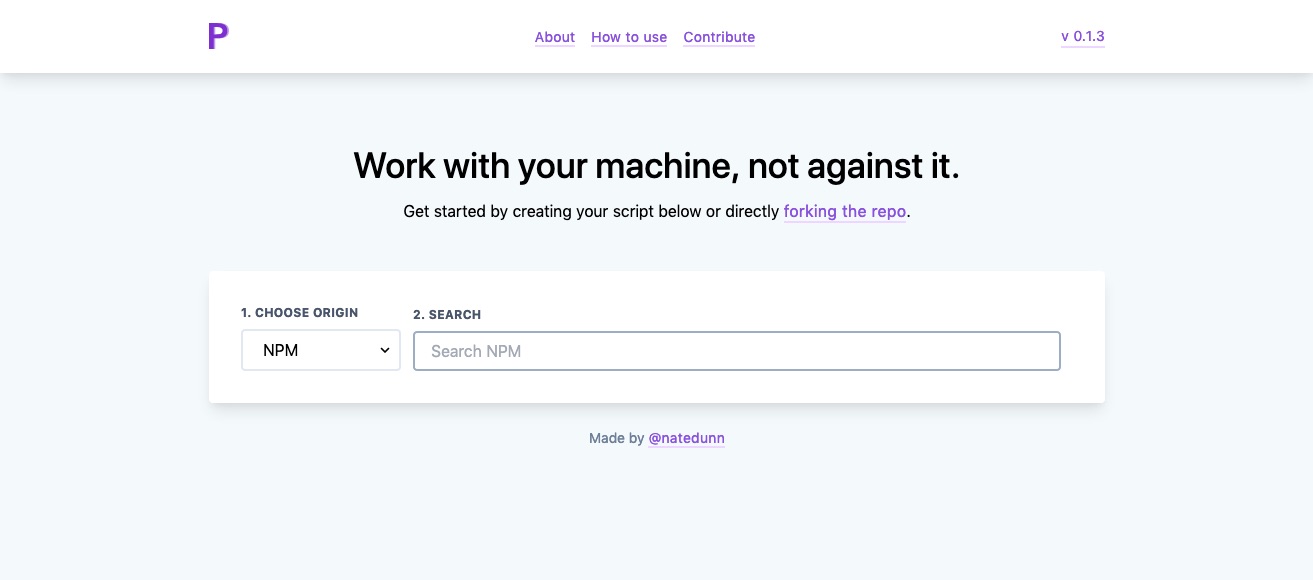 P
About How to use Contribute
v 0.1.3
Work with your machine, not against it.
Get started by creating your script below or directly forking the repo.
1. CHOOSE ORIGIN
2. SEARCH
NPM
Search NPM
Made by @natedunn